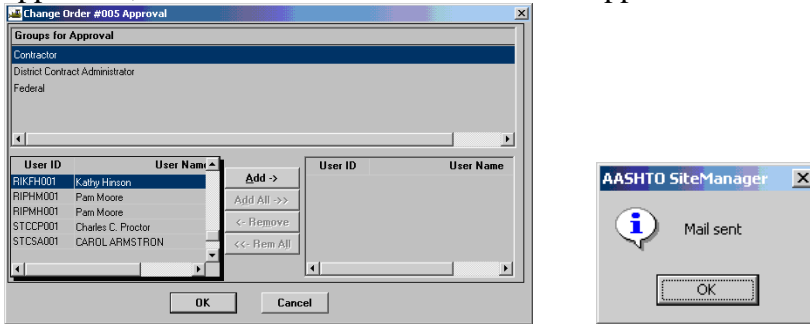 Change Order #005 Approval
Groups for Approval
Contractor
District Contract Administrator
Federal
User ID User Name
RIKFH001 Kathy Hinson
RIPHM001 Pam Moore
RIPMH001 Pam Moore
STCCP001 Charles C. Proctor
STCSA001 CAROL ARMSTRON
Add ->
Add All ->>
<- Remove
<<- Rem All
User ID User Name
OK Cancel
AASHTO SiteManager
Mail sent
OK